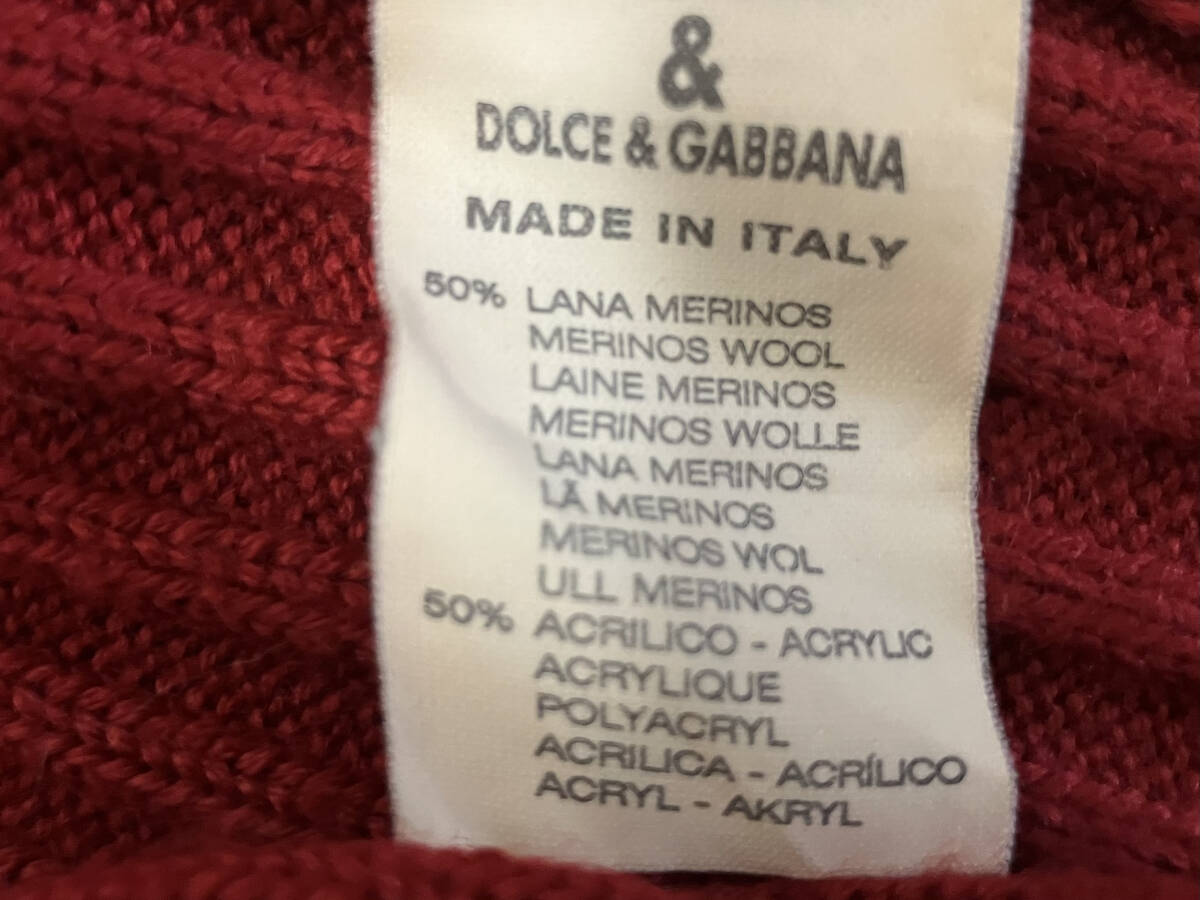 &
DOLCE & GABBANA
MADE IN ITALY
50% LANA MERINOS
MERINOS WOOL
LAINE MERINOS
MERINOS WOLLE
LANA MERINOS
LÃ MERINOS
MERINOS WOL
ULL MERINOS
50% ACRILICO - ACRYLIC
ACRYLIQUE
POLYACRYL
ACRILICA - ACRÍLICO
ACRYL - AKRYL